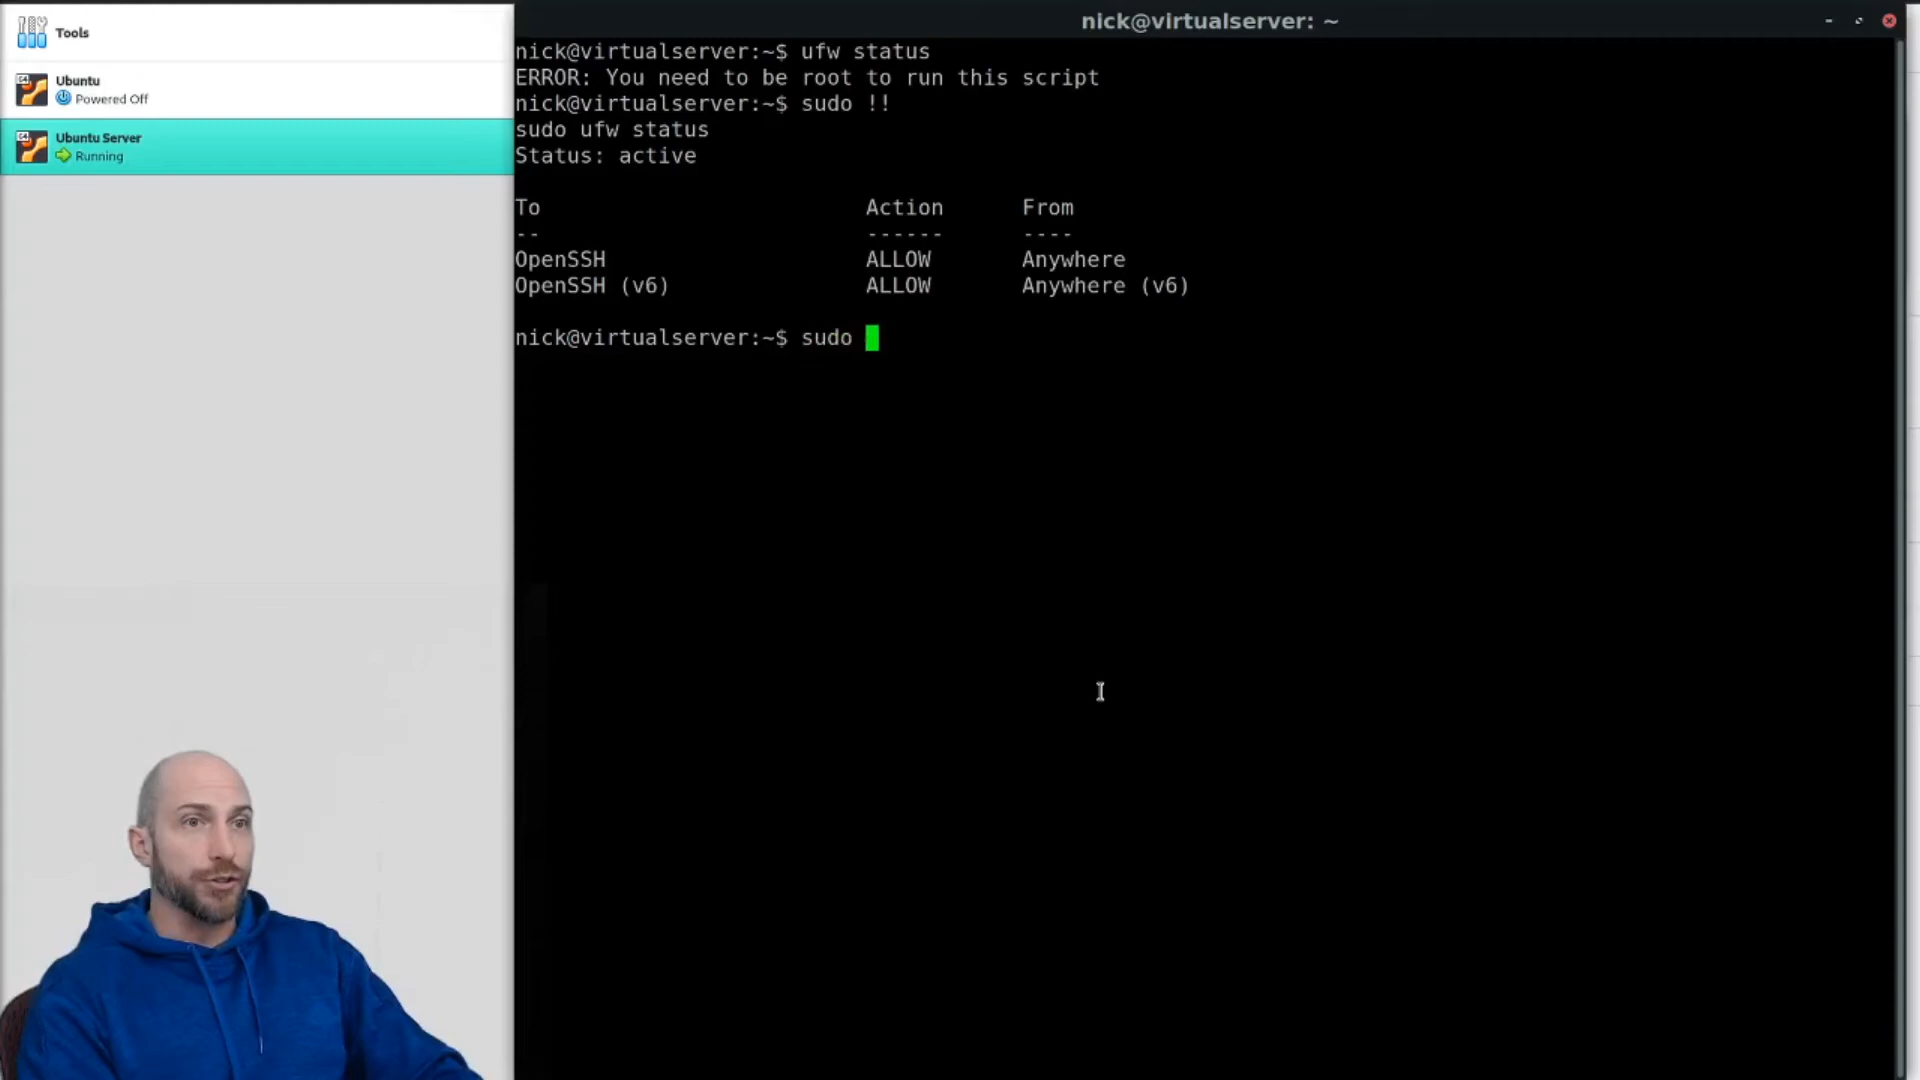 Tools
Ubuntu
Powered Off
Ubuntu Server
Running
nick@virtualserver: ~
nick@virtualserver:~$ ufw status
ERROR: You need to be root to run this script
nick@virtualserver:~$ sudo !!
sudo ufw status
Status: active
To Action From
-- ------ ----
OpenSSH ALLOW Anywhere
OpenSSH (v6) ALLOW Anywhere (v6)
nick@virtualserver:~$ sudo